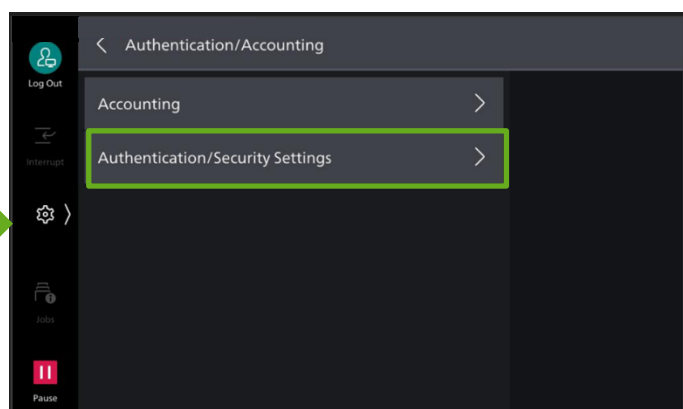 Authentication/Accounting
Log Out
Accounting
Interrupt
Authentication/Security Settings
Jobs
Pause